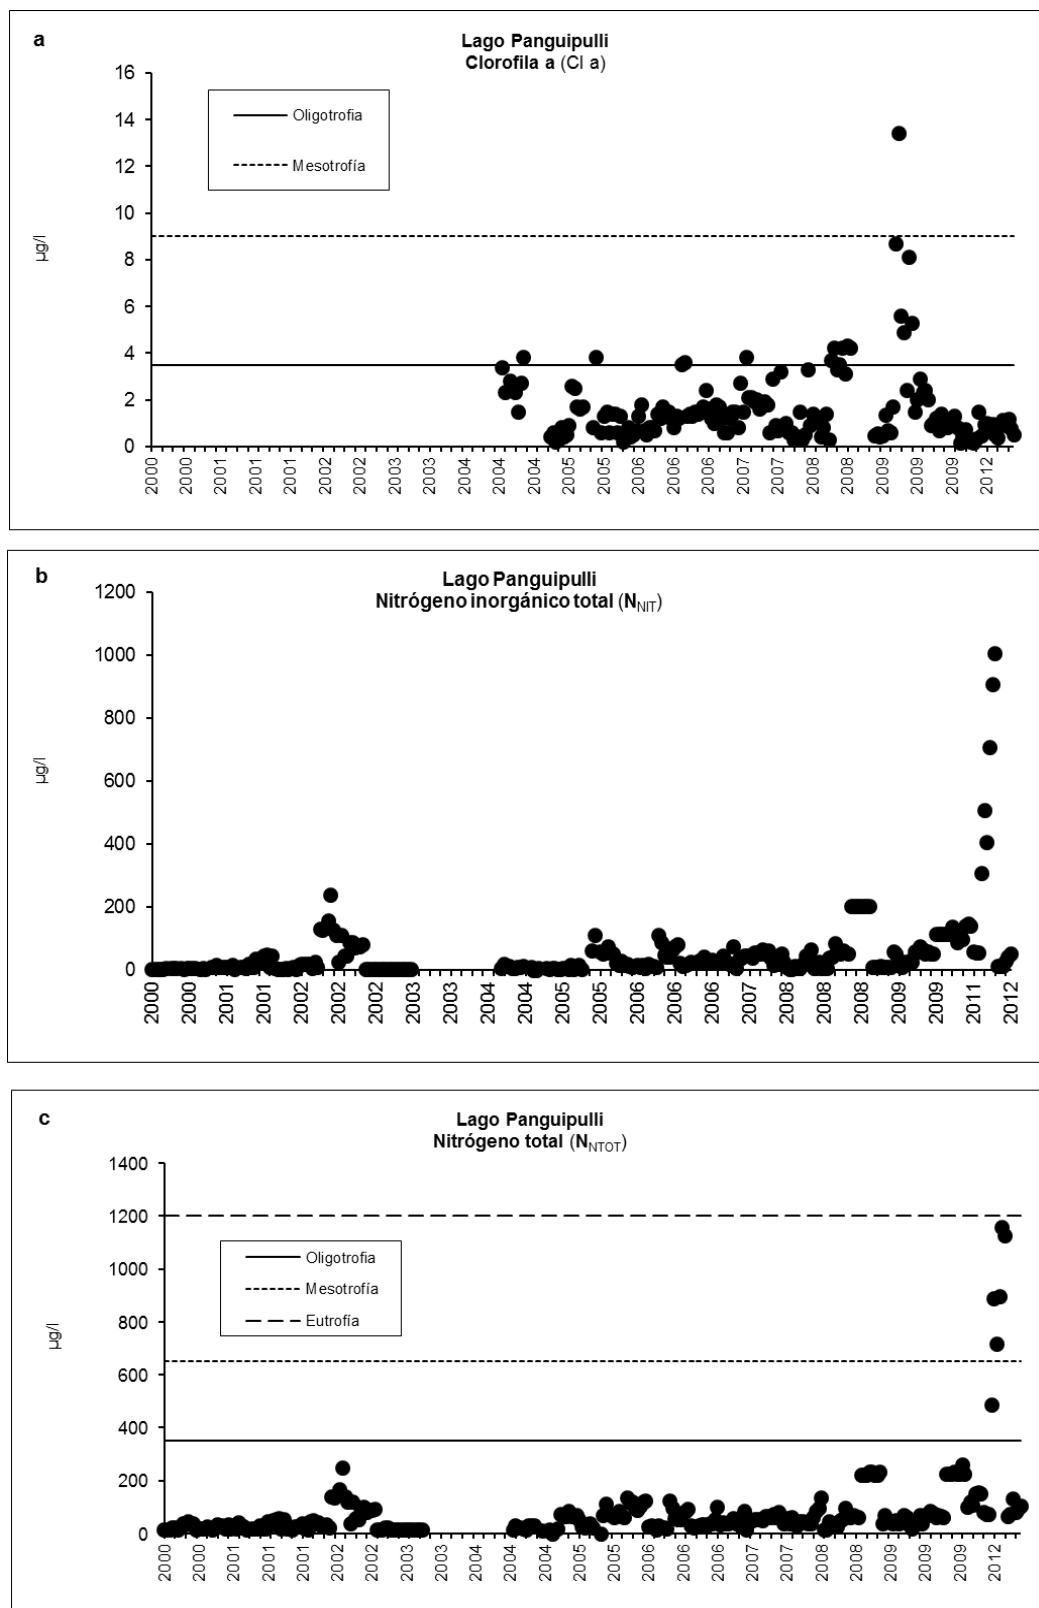 a
Lago Panguipulli
Clorofila a (Cl a)
16
14
12
10
8
6
4
2
0
µg/l
Oligotrofia
Mesotrofía
2000 2000 2001 2001 2001 2002 2002 2003 2003 2004 2004 2005 2005 2006 2006 2006 2007 2007 2008 2008 2009 2009 2009 2012
b
Lago Panguipulli
Nitrógeno inorgánico total (N_NIT)
1200
1000
800
600
400
200
0
µg/l
2000 2000 2001 2001 2002 2002 2002 2003 2003 2004 2004 2005 2005 2006 2006 2007 2007 2008 2008 2008 2009 2009 2011 2012
c
Lago Panguipulli
Nitrógeno total (N_NTOT)
1400
1200
1000
800
600
400
200
0
µg/l
Oligotrofia
Mesotrofía
Eutrofía
2000 2000 2001 2001 2002 2002 2002 2003 2003 2004 2004 2004 2005 2005 2006 2006 2007 2007 2008 2008 2009 2009 2009 2012